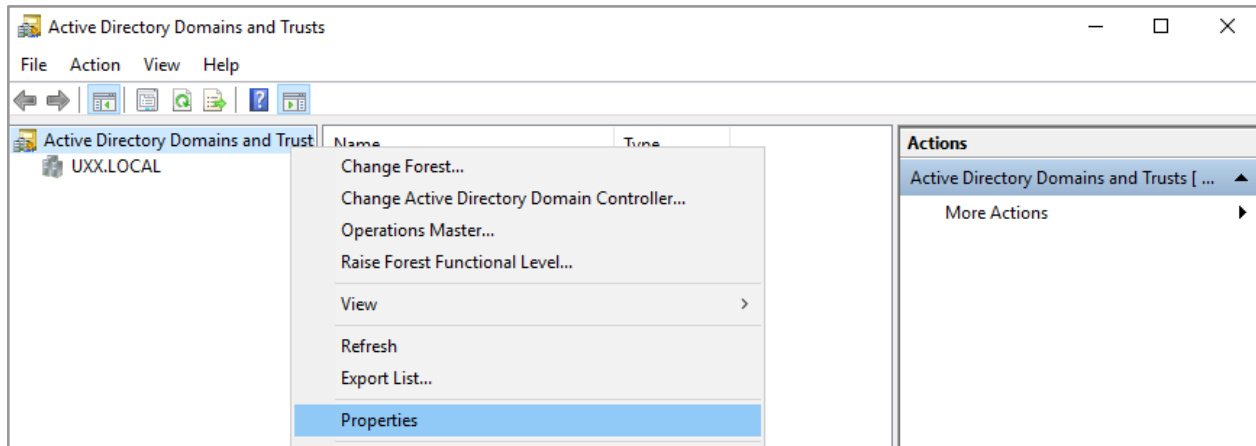 Active Directory Domains and Trusts
File Action View Help
Active Directory Domains and Trust
UXX.LOCAL
Name Type
Change Forest...
Change Active Directory Domain Controller...
Operations Master...
Raise Forest Functional Level...
View
Refresh
Export List...
Properties
Actions
Active Directory Domains and Trusts [ ...
More Actions